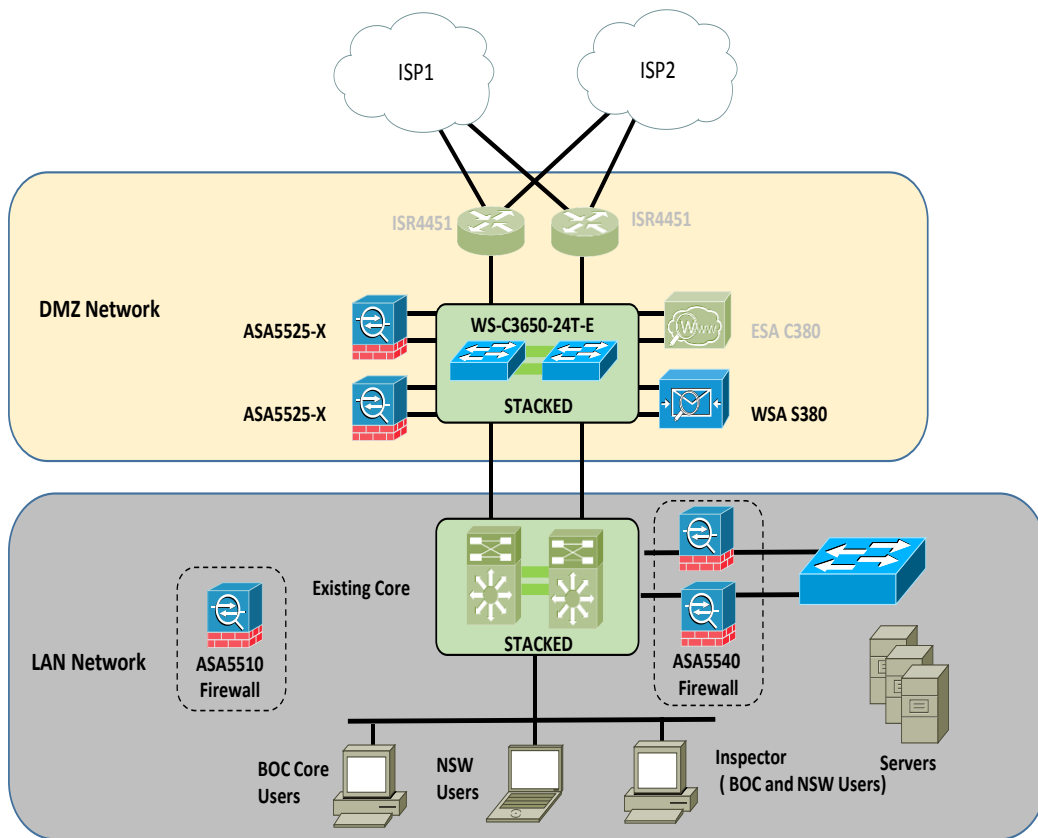 ISP1
ISP2
ISR4451
ISR4451
DMZ Network
ASA5525-X
WS-C3650-24T-E
Www
ESA C380
ASA5525-X
STACKED
WSA S380
Existing Core
STACKED
LAN Network
ASA5510
Firewall
ASA5540
Firewall
BOC Core
Users
NSW
Users
Inspector
( BOC and NSW Users)
Servers